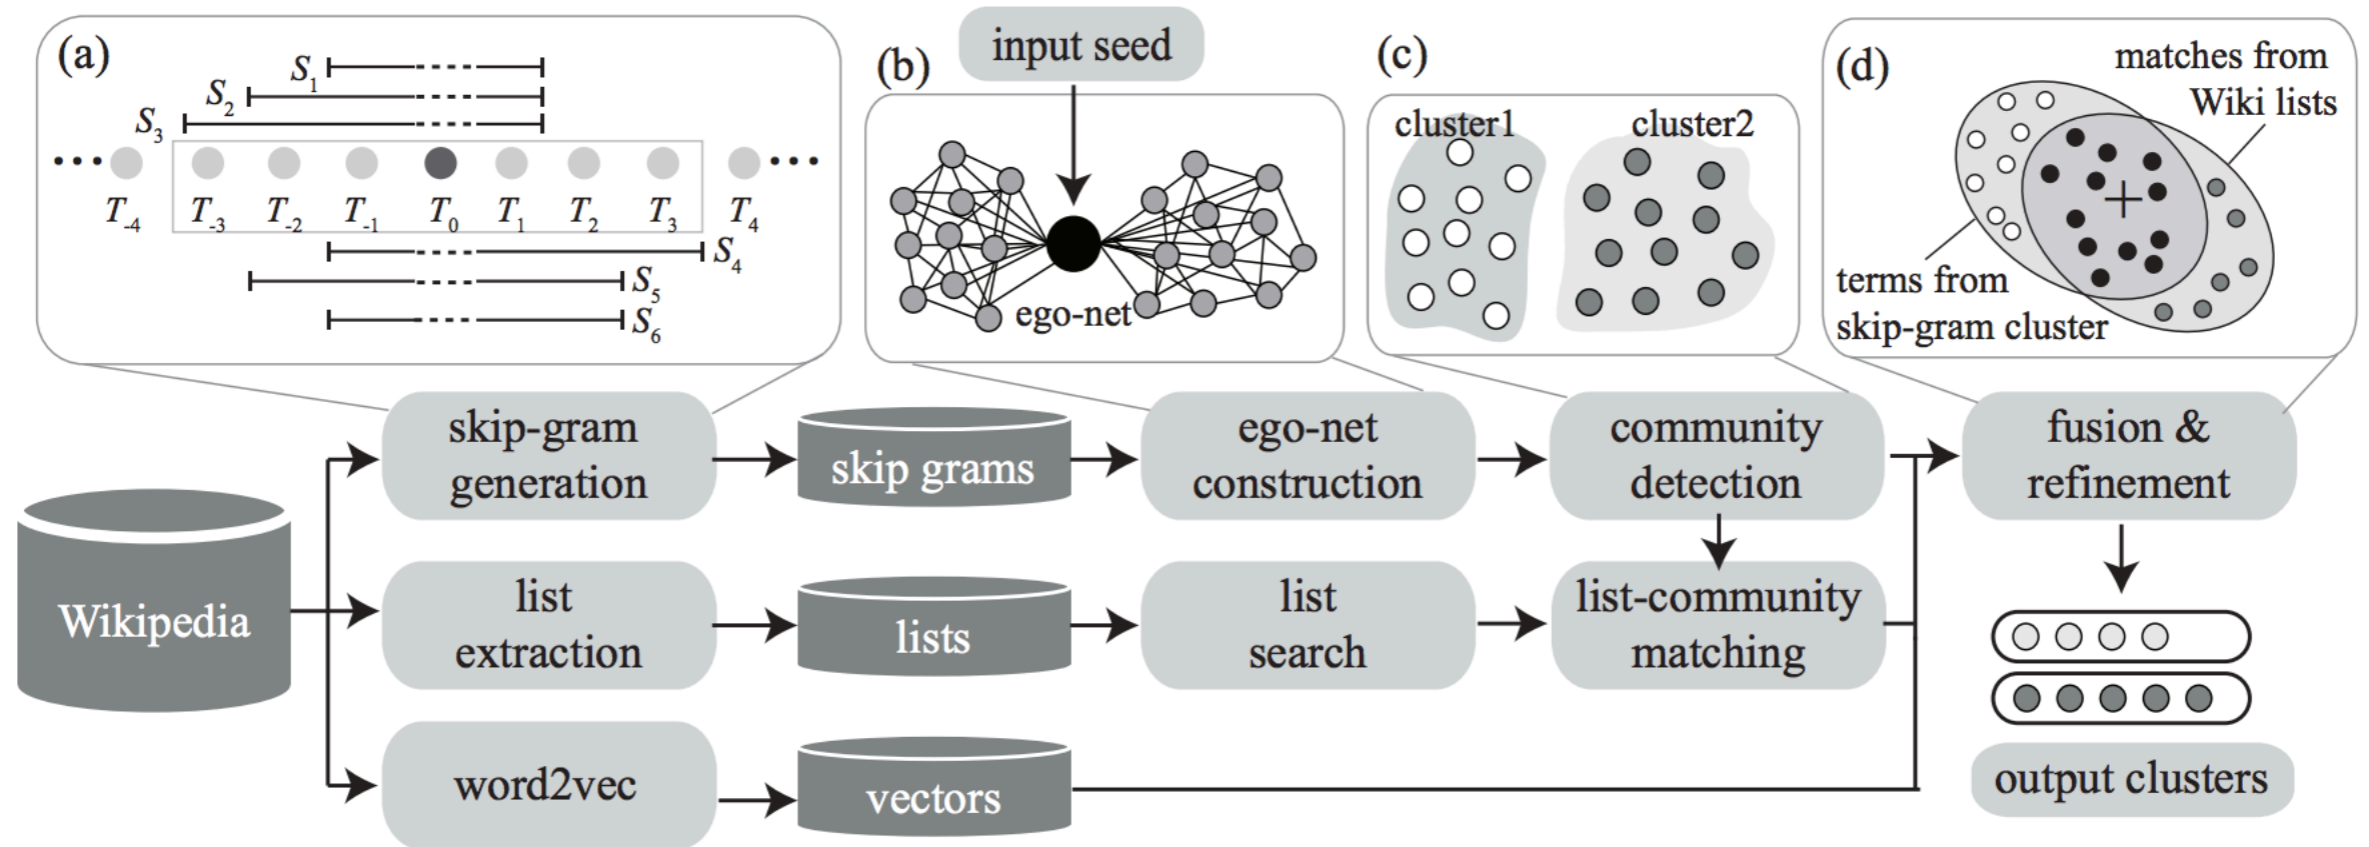 (a)
S1
S2
S3
... ...
T-4 T-3 T-2 T-1 T0 T1 T2 T3 T4
S4
S5
S6
(b)
input seed
ego-net
(c)
cluster1
cluster2
(d)
matches from
Wiki lists
+
terms from
skip-gram cluster
Wikipedia
skip-gram
generation
skip grams
ego-net
construction
community
detection
fusion &
refinement
list
extraction
lists
list
search
list-community
matching
word2vec
vectors
output clusters